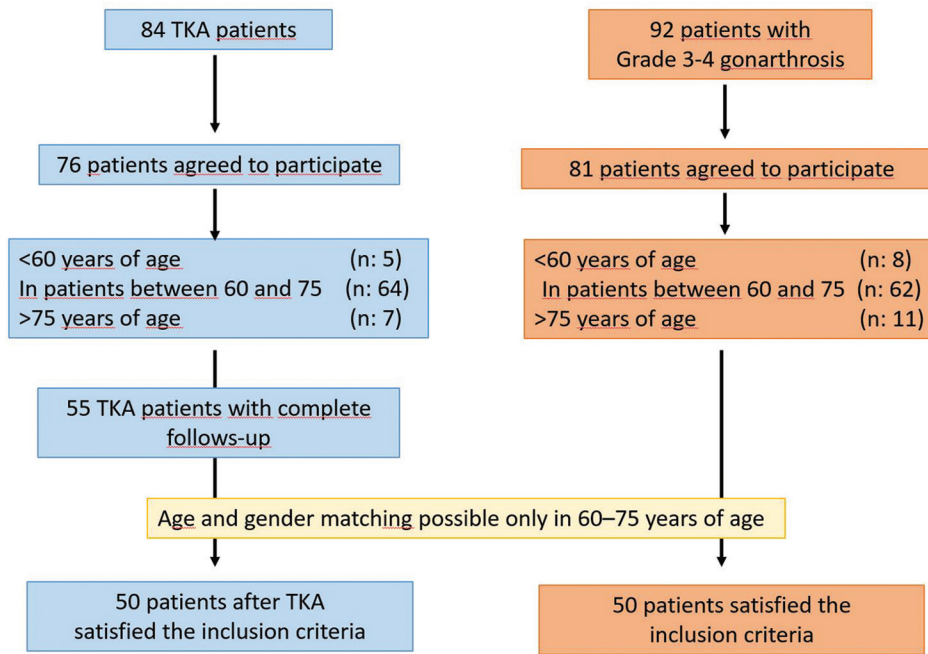 84 TKA patients
92 patients with
Grade 3-4 gonarthrosis
76 patients agreed to participate
81 patients agreed to participate
<60 years of age (n: 5)
In patients between 60 and 75 (n: 64)
>75 years of age (n: 7)
<60 years of age (n: 8)
In patients between 60 and 75 (n: 62)
>75 years of age (n: 11)
55 TKA patients with complete
follows-up
Age and gender matching possible only in 60–75 years of age
50 patients after TKA
satisfied the inclusion criteria
50 patients satisfied the
inclusion criteria